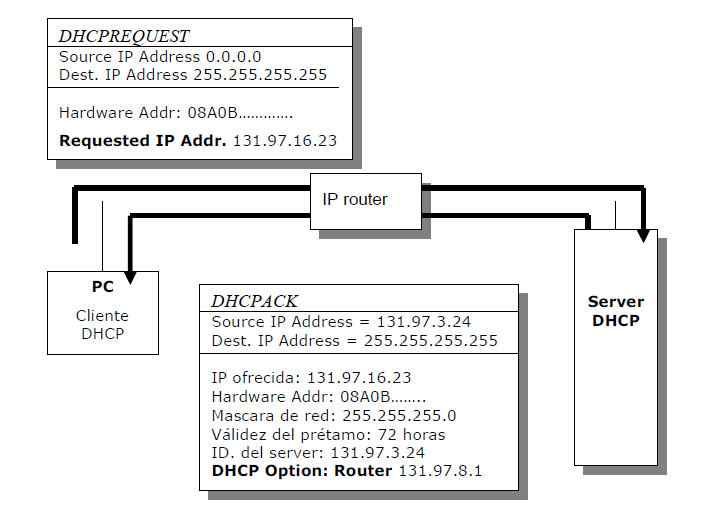 DHCPREQUEST
Source IP Address 0.0.0.0
Dest. IP Address 255.255.255.255
Hardware Addr: 08A0B.............
Requested IP Addr. 131.97.16.23
IP router
PC
Cliente
DHCP
Server
DHCP
DHCPACK
Source IP Address = 131.97.3.24
Dest. IP Address = 255.255.255.255
IP ofrecida: 131.97.16.23
Hardware Addr: 08A0B........
Mascara de red: 255.255.255.0
Válidez del prétamo: 72 horas
ID. del server: 131.97.3.24
DHCP Option: Router 131.97.8.1